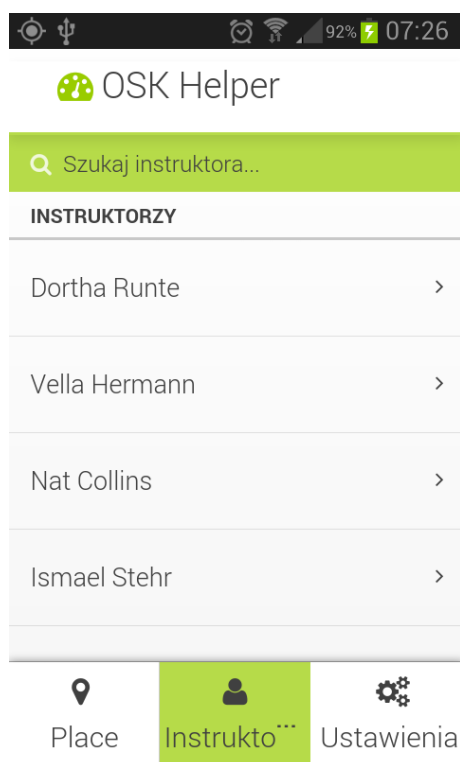 92% 07:26
OSK Helper
Szukaj instruktora...
INSTRUKTORZY
Dortha Runte
Vella Hermann
Nat Collins
Ismael Stehr
Place Instrukto... Ustawienia